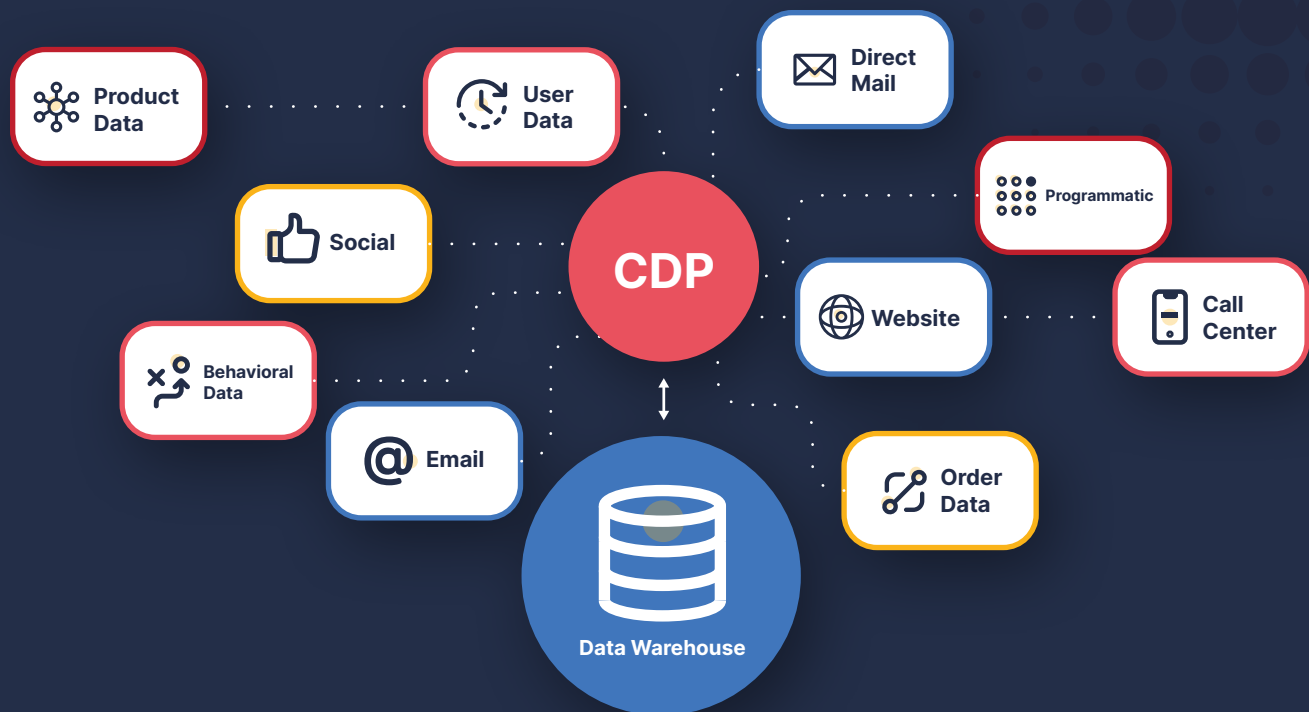 Direct
Mail
Product
Data
User
Data
Programmatic
Social
CDP
Call
Center
Website
Behavioral
Data
Email
Order
Data
Data Warehouse